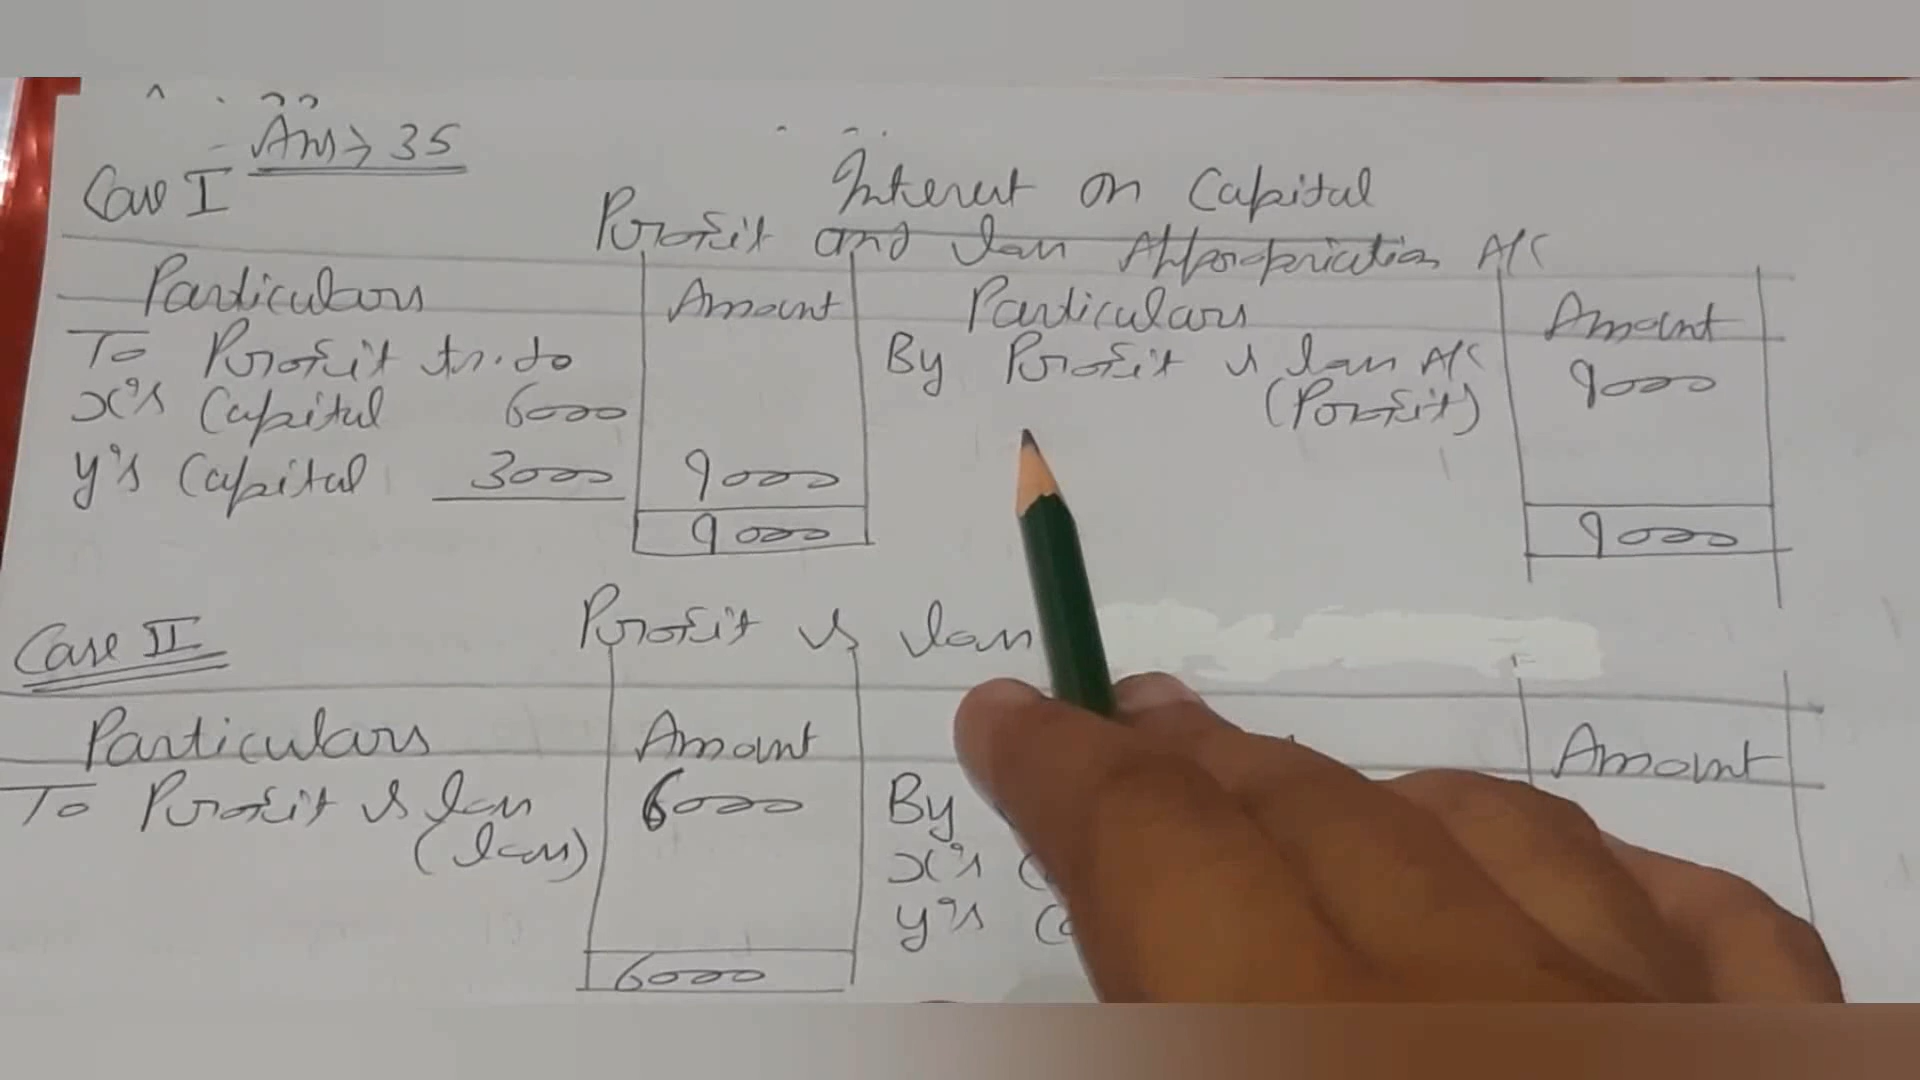 Ans → 35
Case I
Interest on Capital
Profit and loss Appropriation A/C
Particulars Amount Particulars Amount
To Profit tr. to By Profit & loss A/C 9000
x's Capital 6000 (Profit)
y's Capital 3000 9000
9000 9000
Case II Profit & loss
Particulars Amount Amount
To Profit & loss 6000 By
(loss) x's
y's
6000